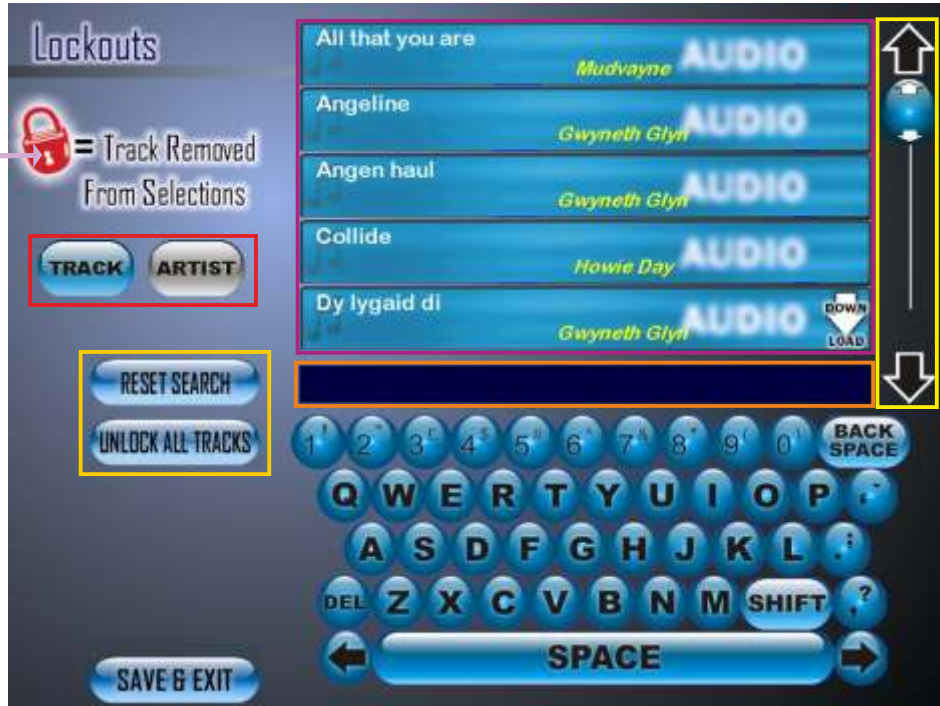 Lockouts
= Track Removed
From Selections
TRACK ARTIST
RESET SEARCH
UNLOCK ALL TRACKS
SAVE & EXIT
All that you are
Mudvayne AUDIO
Angeline
Gwyneth Glyn AUDIO
Angen haul
Gwyneth Glyn AUDIO
Collide
Howie Day AUDIO
Dy lygaid di
Gwyneth Glyn AUDIO
DOWN
LOAD
1 2 3 4 5 6 7 8 9 0 BACK
SPACE
Q W E R T Y U I O P
A S D F G H J K L
DEL Z X C V B N M SHIFT ?
SPACE